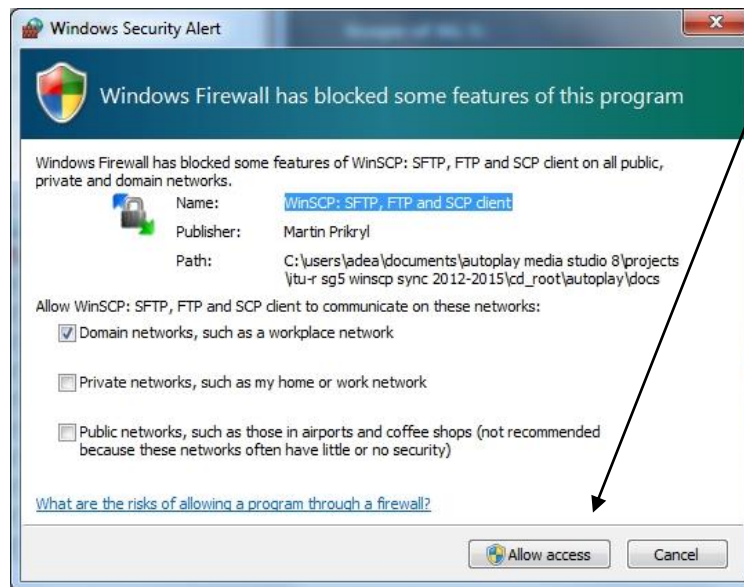 Windows Security Alert
Windows Firewall has blocked some features of this program
Windows Firewall has blocked some features of WinSCP: SFTP, FTP and SCP client on all public,
private and domain networks.
Name: WinSCP: SFTP, FTP and SCP client
Publisher: Martin Prikryl
Path: C:\users\adea\documents\autoplay media studio 8\projects
\itu-r sg5 winscp sync 2012-2015\cd_root\autoplay\docs
Allow WinSCP: SFTP, FTP and SCP client to communicate on these networks:
Domain networks, such as a workplace network
Private networks, such as my home or work network
Public networks, such as those in airports and coffee shops (not recommended
because these networks often have little or no security)
What are the risks of allowing a program through a firewall?
Allow access Cancel